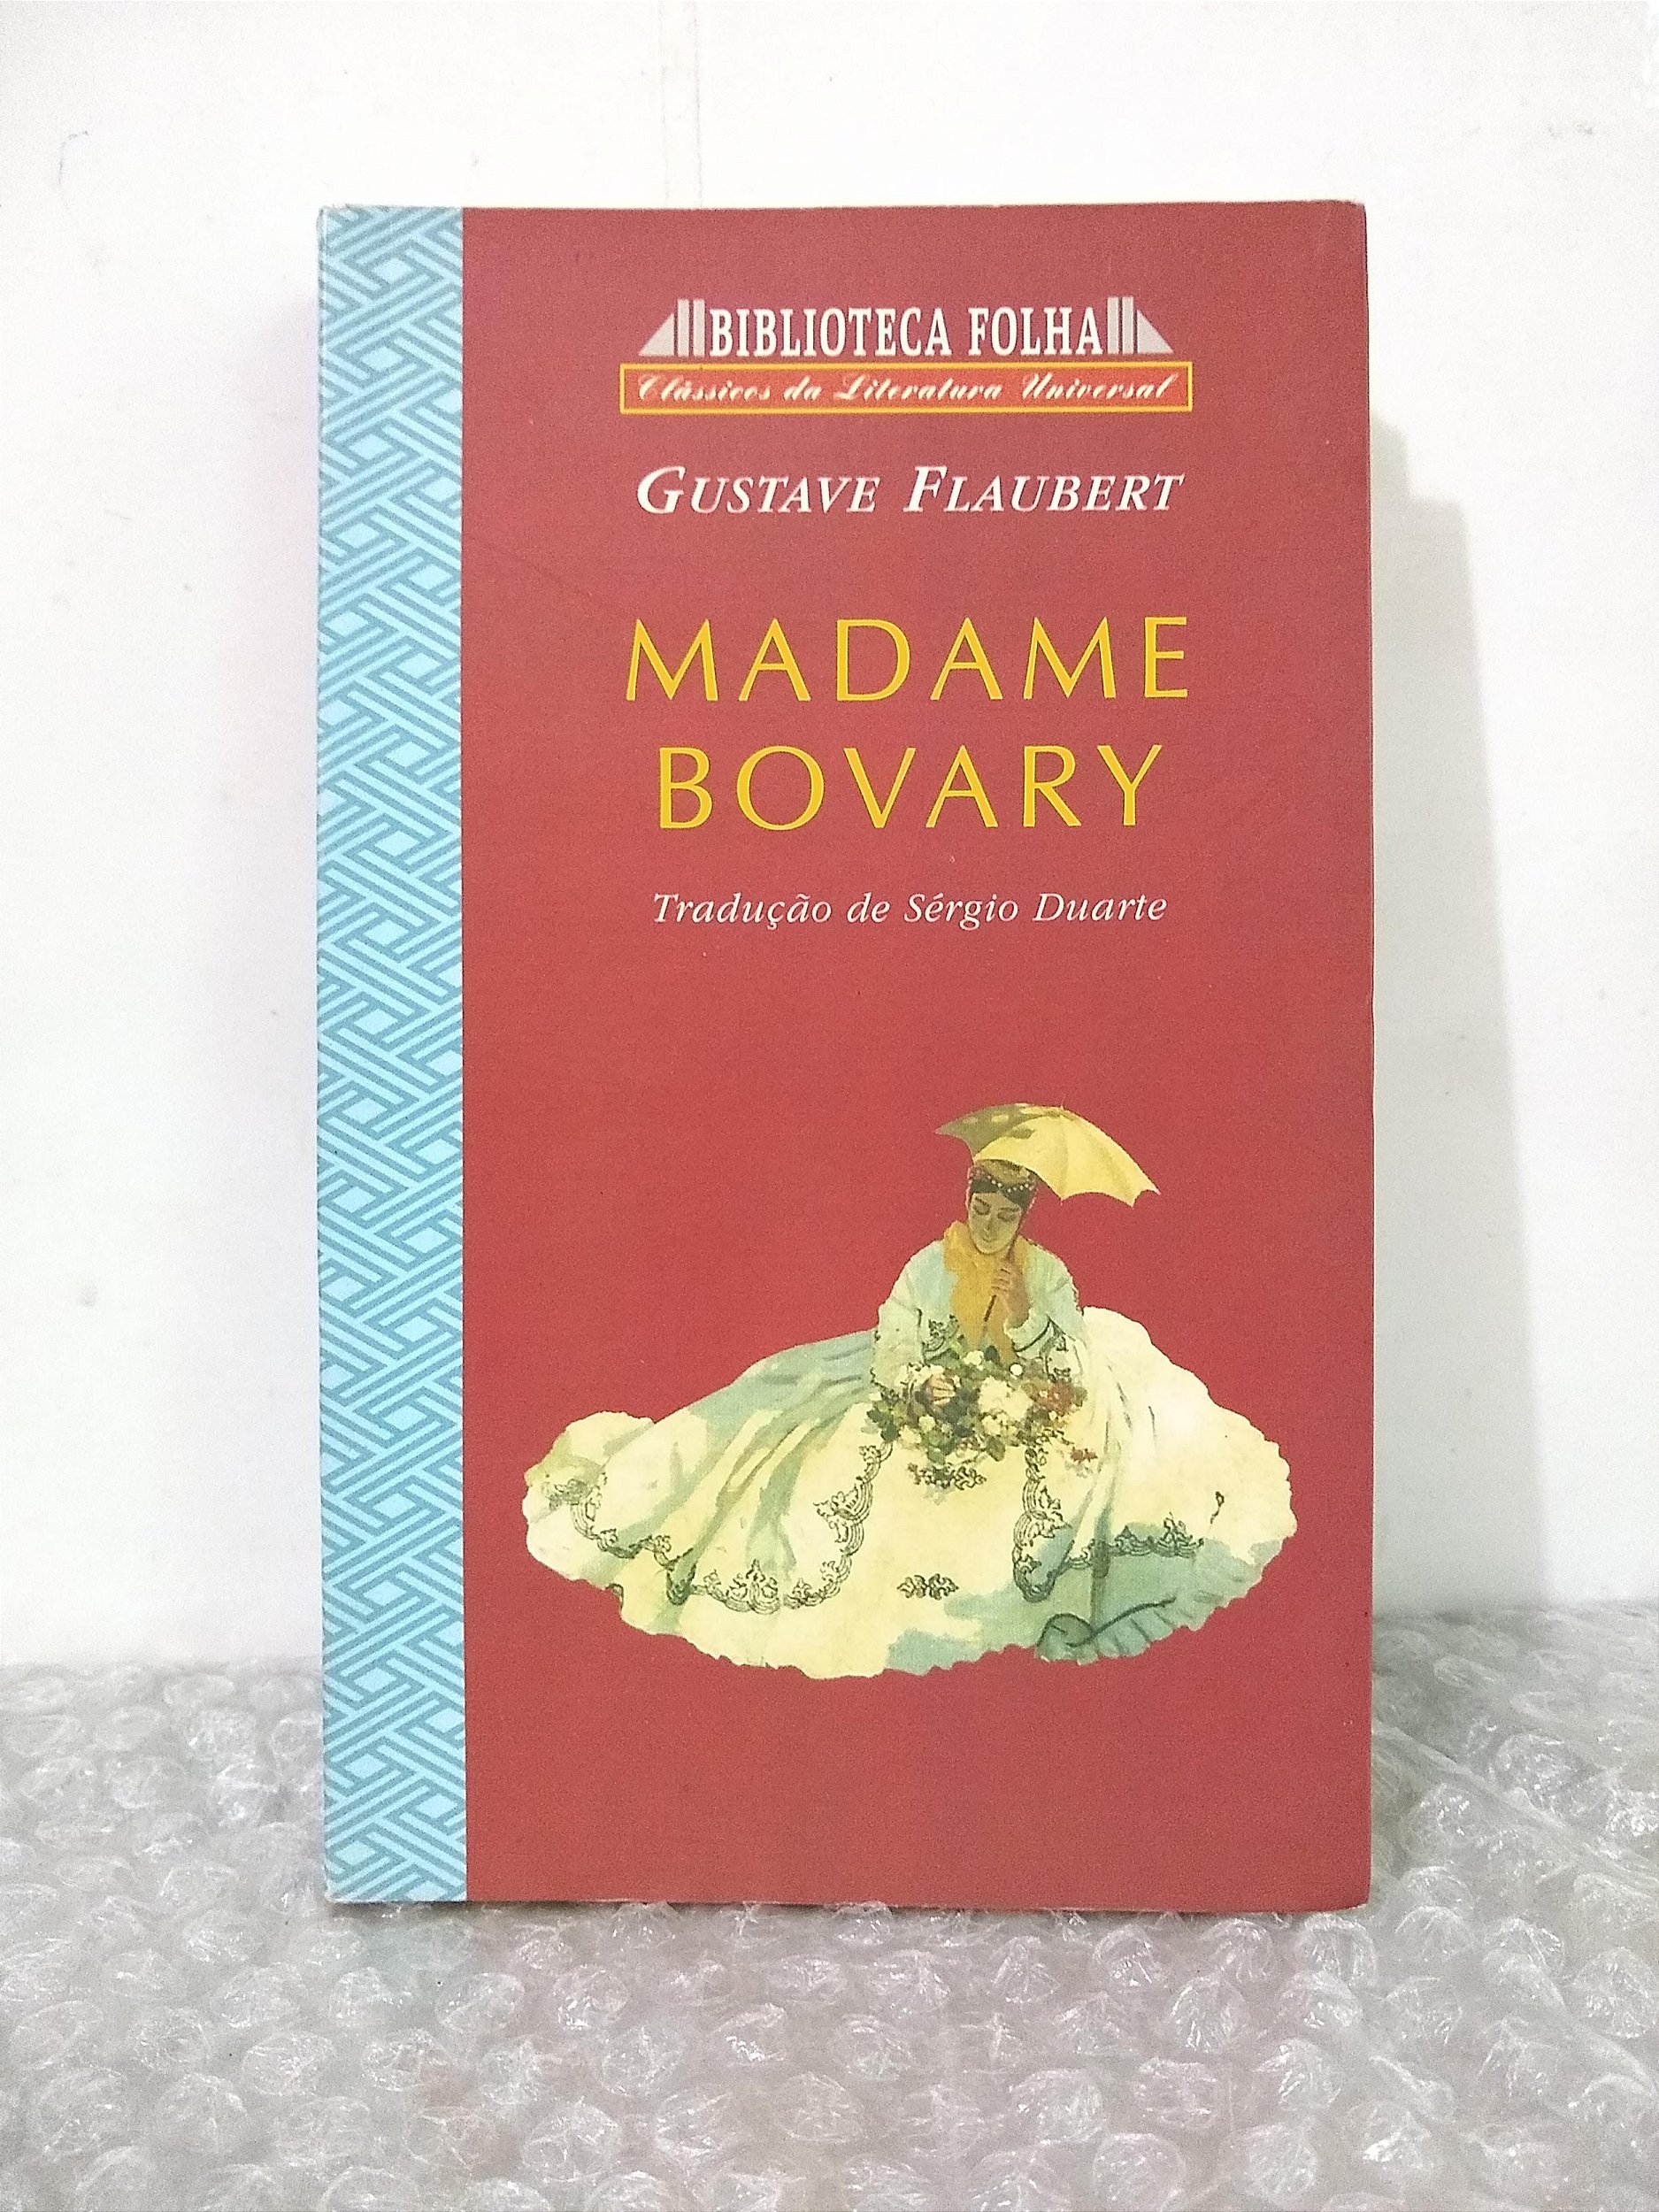 BIBLIOTECA FOLHA
Clássicos da Literatura Universal
GUSTAVE FLAUBERT
MADAME
BOVARY
Tradução de Sérgio Duarte